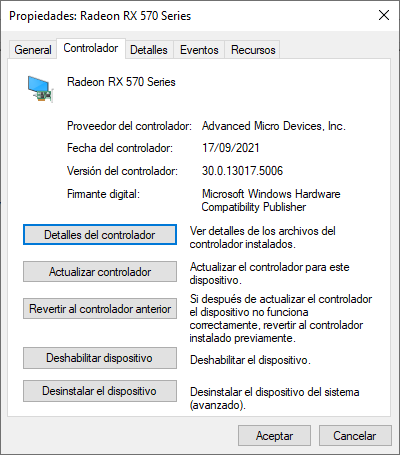 Propiedades: Radeon RX 570 Series
General
Controlador
Detalles
Eventos
Recursos
Radeon RX 570 Series
Proveedor del controlador: Advanced Micro Devices, Inc.
Fecha del controlador: 17/09/2021
Versión del controlador: 30.0.13017.5006
Firmante digital: Microsoft Windows Hardware
Compatibility Publisher
Detalles del controlador
Ver detalles de los archivos del
controlador instalados.
Actualizar controlador
Actualizar el controlador para este
dispositivo.
Revertir al controlador anterior
Si después de actualizar el controlador
el dispositivo no funciona
correctamente, revertir al controlador
instalado previamente.
Deshabilitar dispositivo
Deshabilitar el dispositivo.
Desinstalar el dispositivo
Desinstalar el dispositivo del sistema
(avanzado).
Aceptar
Cancelar